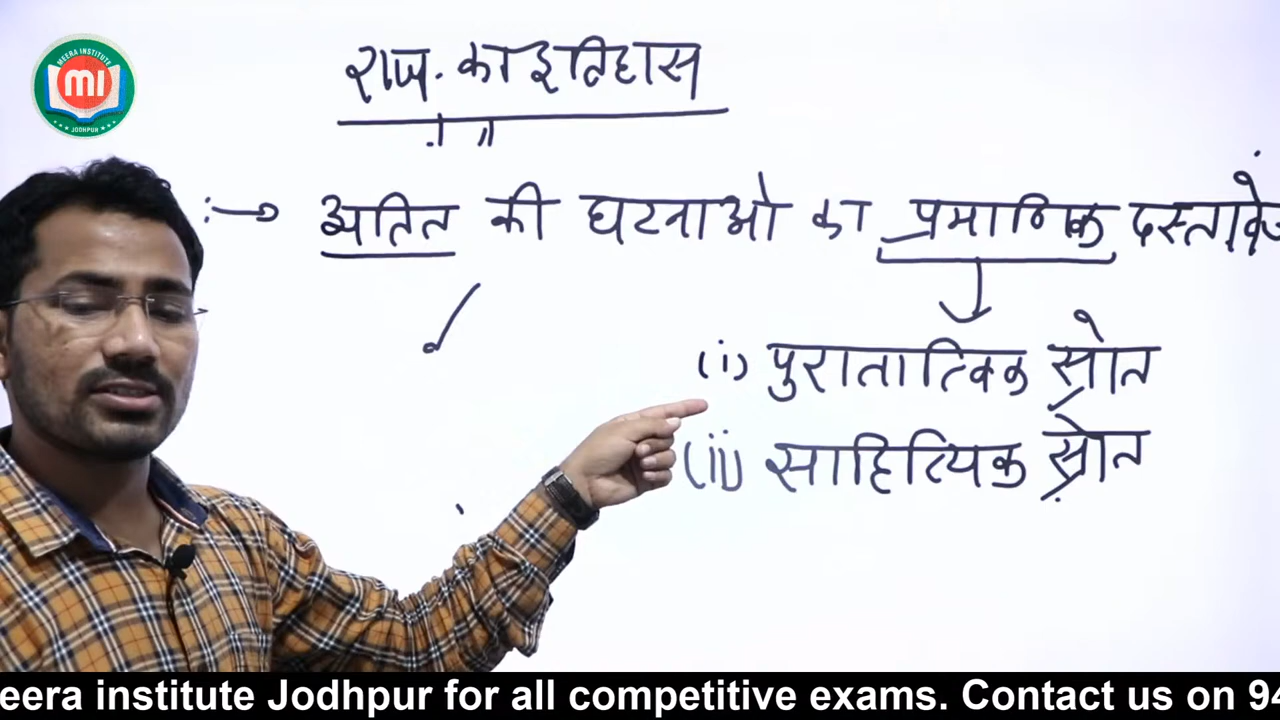 MEERA INSTITUTE
MI
JODHPUR
राज. का इतिहास
अतित की घटनाओ का प्रमाणिक दस्तावेज
(i) पुरातात्विक स्रोत
(ii) साहित्यिक स्रोत
eera institute Jodhpur for all competitive exams. Contact us on 94